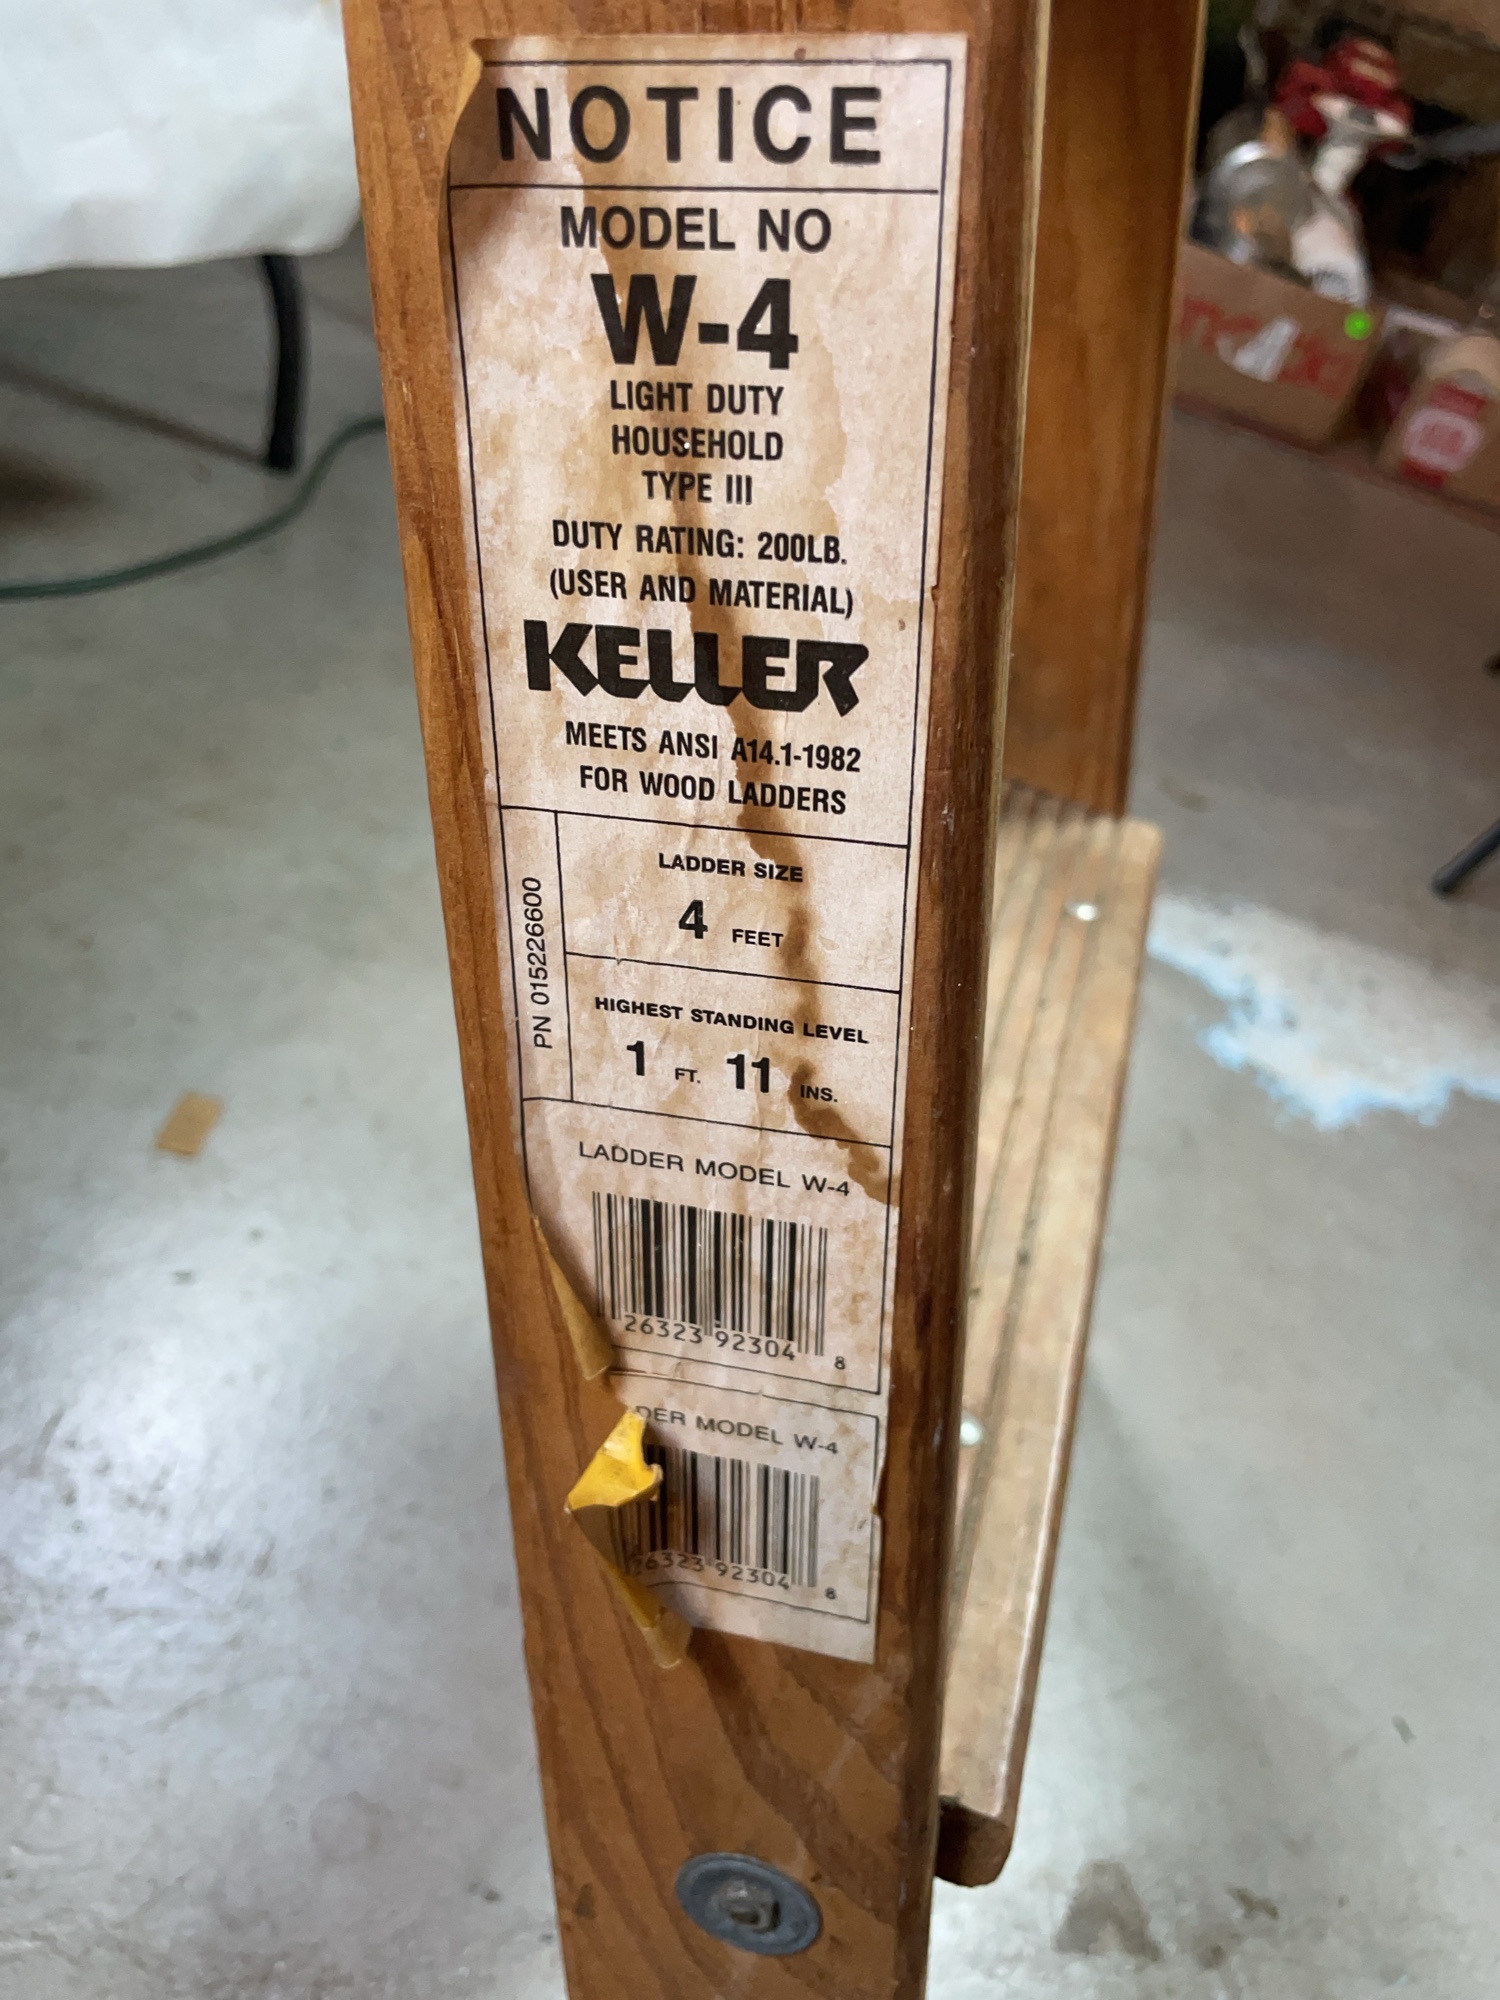 NOTICE
MODEL NO
W-4
LIGHT DUTY
HOUSEHOLD
TYPE III
DUTY RATING: 200LB.
(USER AND MATERIAL)
KELLER
MEETS ANSI A14.1-1982
FOR WOOD LADDERS
PN 015226600
LADDER SIZE
4 FEET
HIGHEST STANDING LEVEL
1 FT. 11 INS.
LADDER MODEL W-4
26323 92304 8
DER MODEL W-4
26323 92304 8